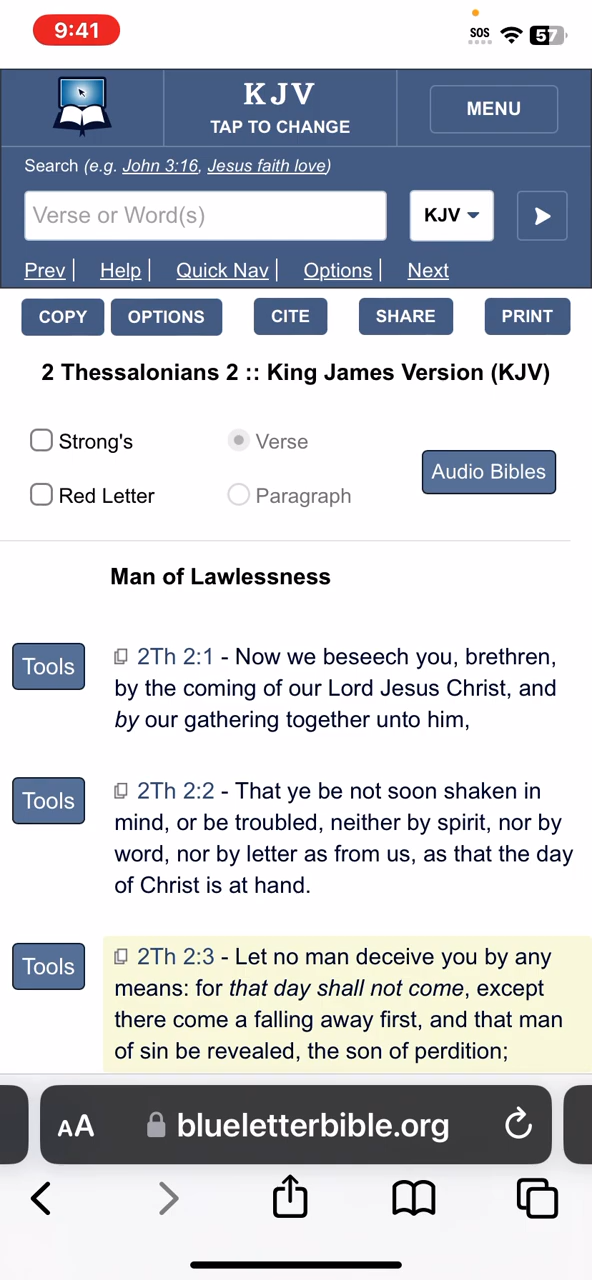 9:41
SOS
57
KJV
TAP TO CHANGE
MENU
Search (e.g. John 3:16, Jesus faith love)
Verse or Word(s)
KJV
Prev | Help | Quick Nav | Options | Next
COPY
OPTIONS
CITE
SHARE
PRINT
2 Thessalonians 2 :: King James Version (KJV)
Strong's
Verse
Audio Bibles
Red Letter
Paragraph
Man of Lawlessness
Tools
2Th 2:1 - Now we beseech you, brethren,
by the coming of our Lord Jesus Christ, and
by our gathering together unto him,
Tools
2Th 2:2 - That ye be not soon shaken in
mind, or be troubled, neither by spirit, nor by
word, nor by letter as from us, as that the day
of Christ is at hand.
Tools
2Th 2:3 - Let no man deceive you by any
means: for that day shall not come, except
there come a falling away first, and that man
of sin be revealed, the son of perdition;
AA
blueletterbible.org